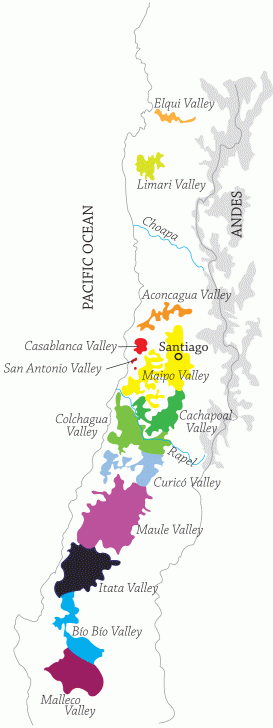 Elqui Valley
Limari Valley
PACIFIC OCEAN
ANDES
Choapa
Aconcagua Valley
Casablanca Valley
Santiago
San Antonio Valley
Maipo Valley
Colchagua
Valley
Cachapoal
Valley
Rapel
Curicó Valley
Maule Valley
Itata Valley
Bío Bío Valley
Malleco
Valley